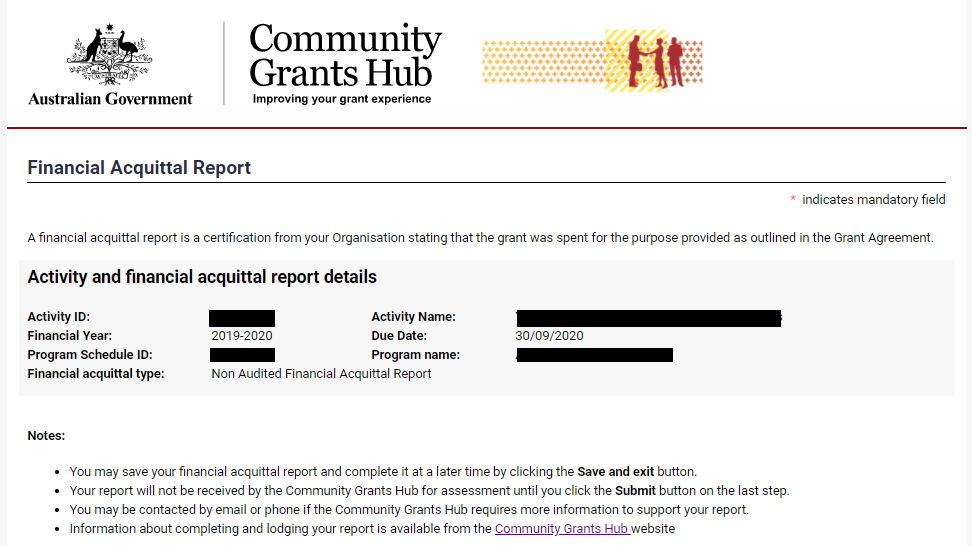 Australian Government
Community
Grants Hub
Improving your grant experience
Financial Acquittal Report
* indicates mandatory field
A financial acquittal report is a certification from your Organisation stating that the grant was spent for the purpose provided as outlined in the Grant Agreement.
Activity and financial acquittal report details
Activity ID: Activity Name:
Financial Year: 2019-2020 Due Date: 30/09/2020
Program Schedule ID: Program name:
Financial acquittal type: Non Audited Financial Acquittal Report
Notes:
• You may save your financial acquittal report and complete it at a later time by clicking the Save and exit button.
• Your report will not be received by the Community Grants Hub for assessment until you click the Submit button on the last step.
• You may be contacted by email or phone if the Community Grants Hub requires more information to support your report.
• Information about completing and lodging your report is available from the Community Grants Hub website